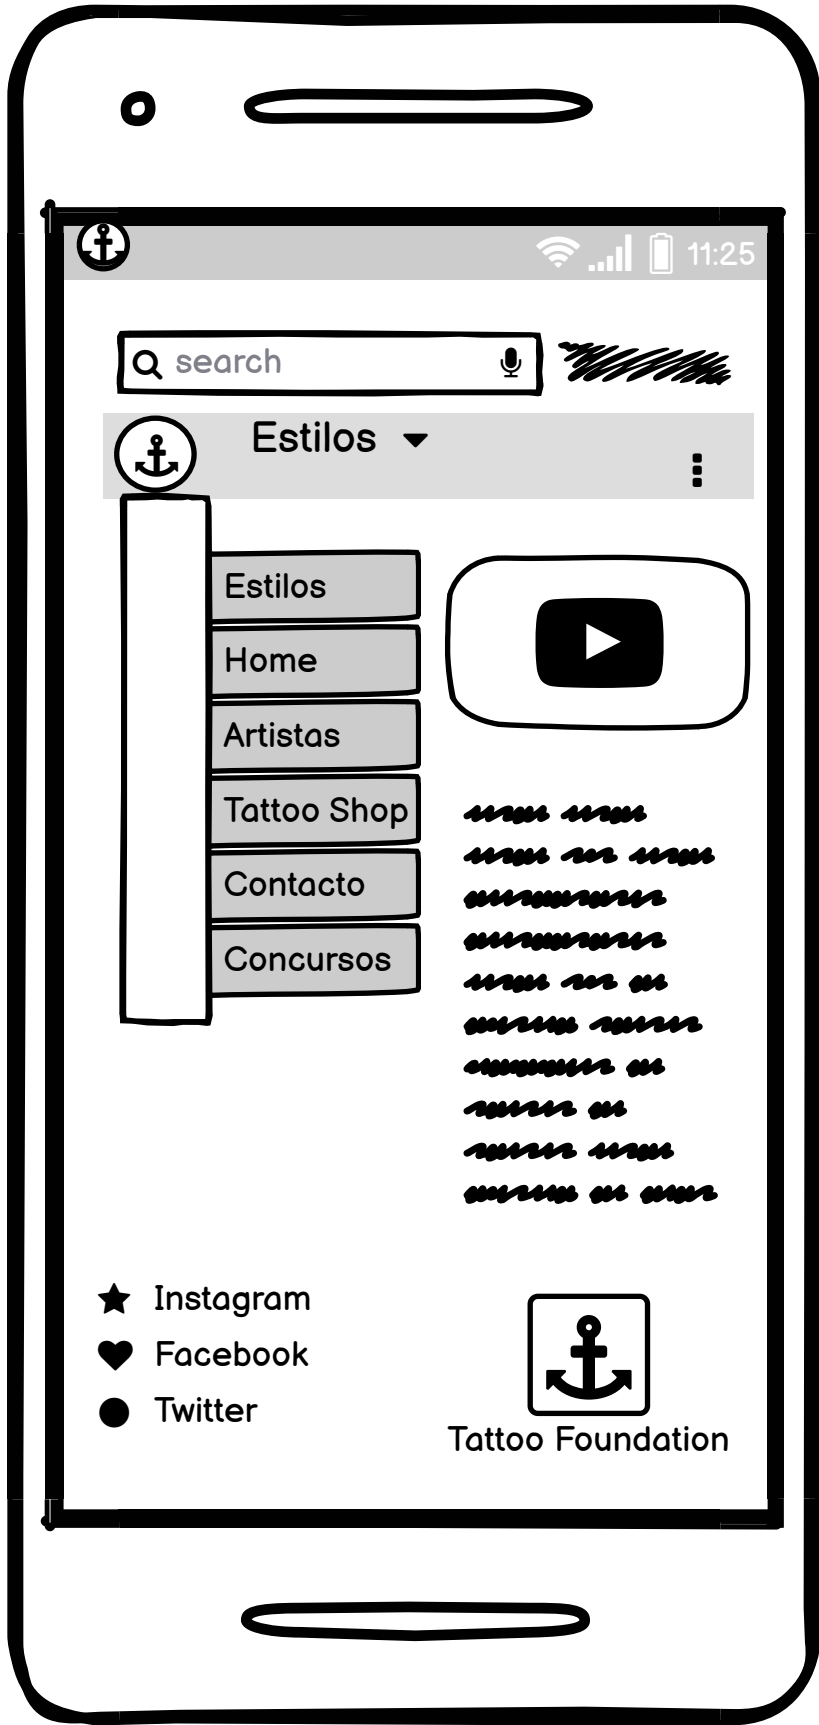 11:25
search
Estilos
Estilos
Home
Artistas
Tattoo Shop
Contacto
Concursos
Instagram
Facebook
Twitter
Tattoo Foundation